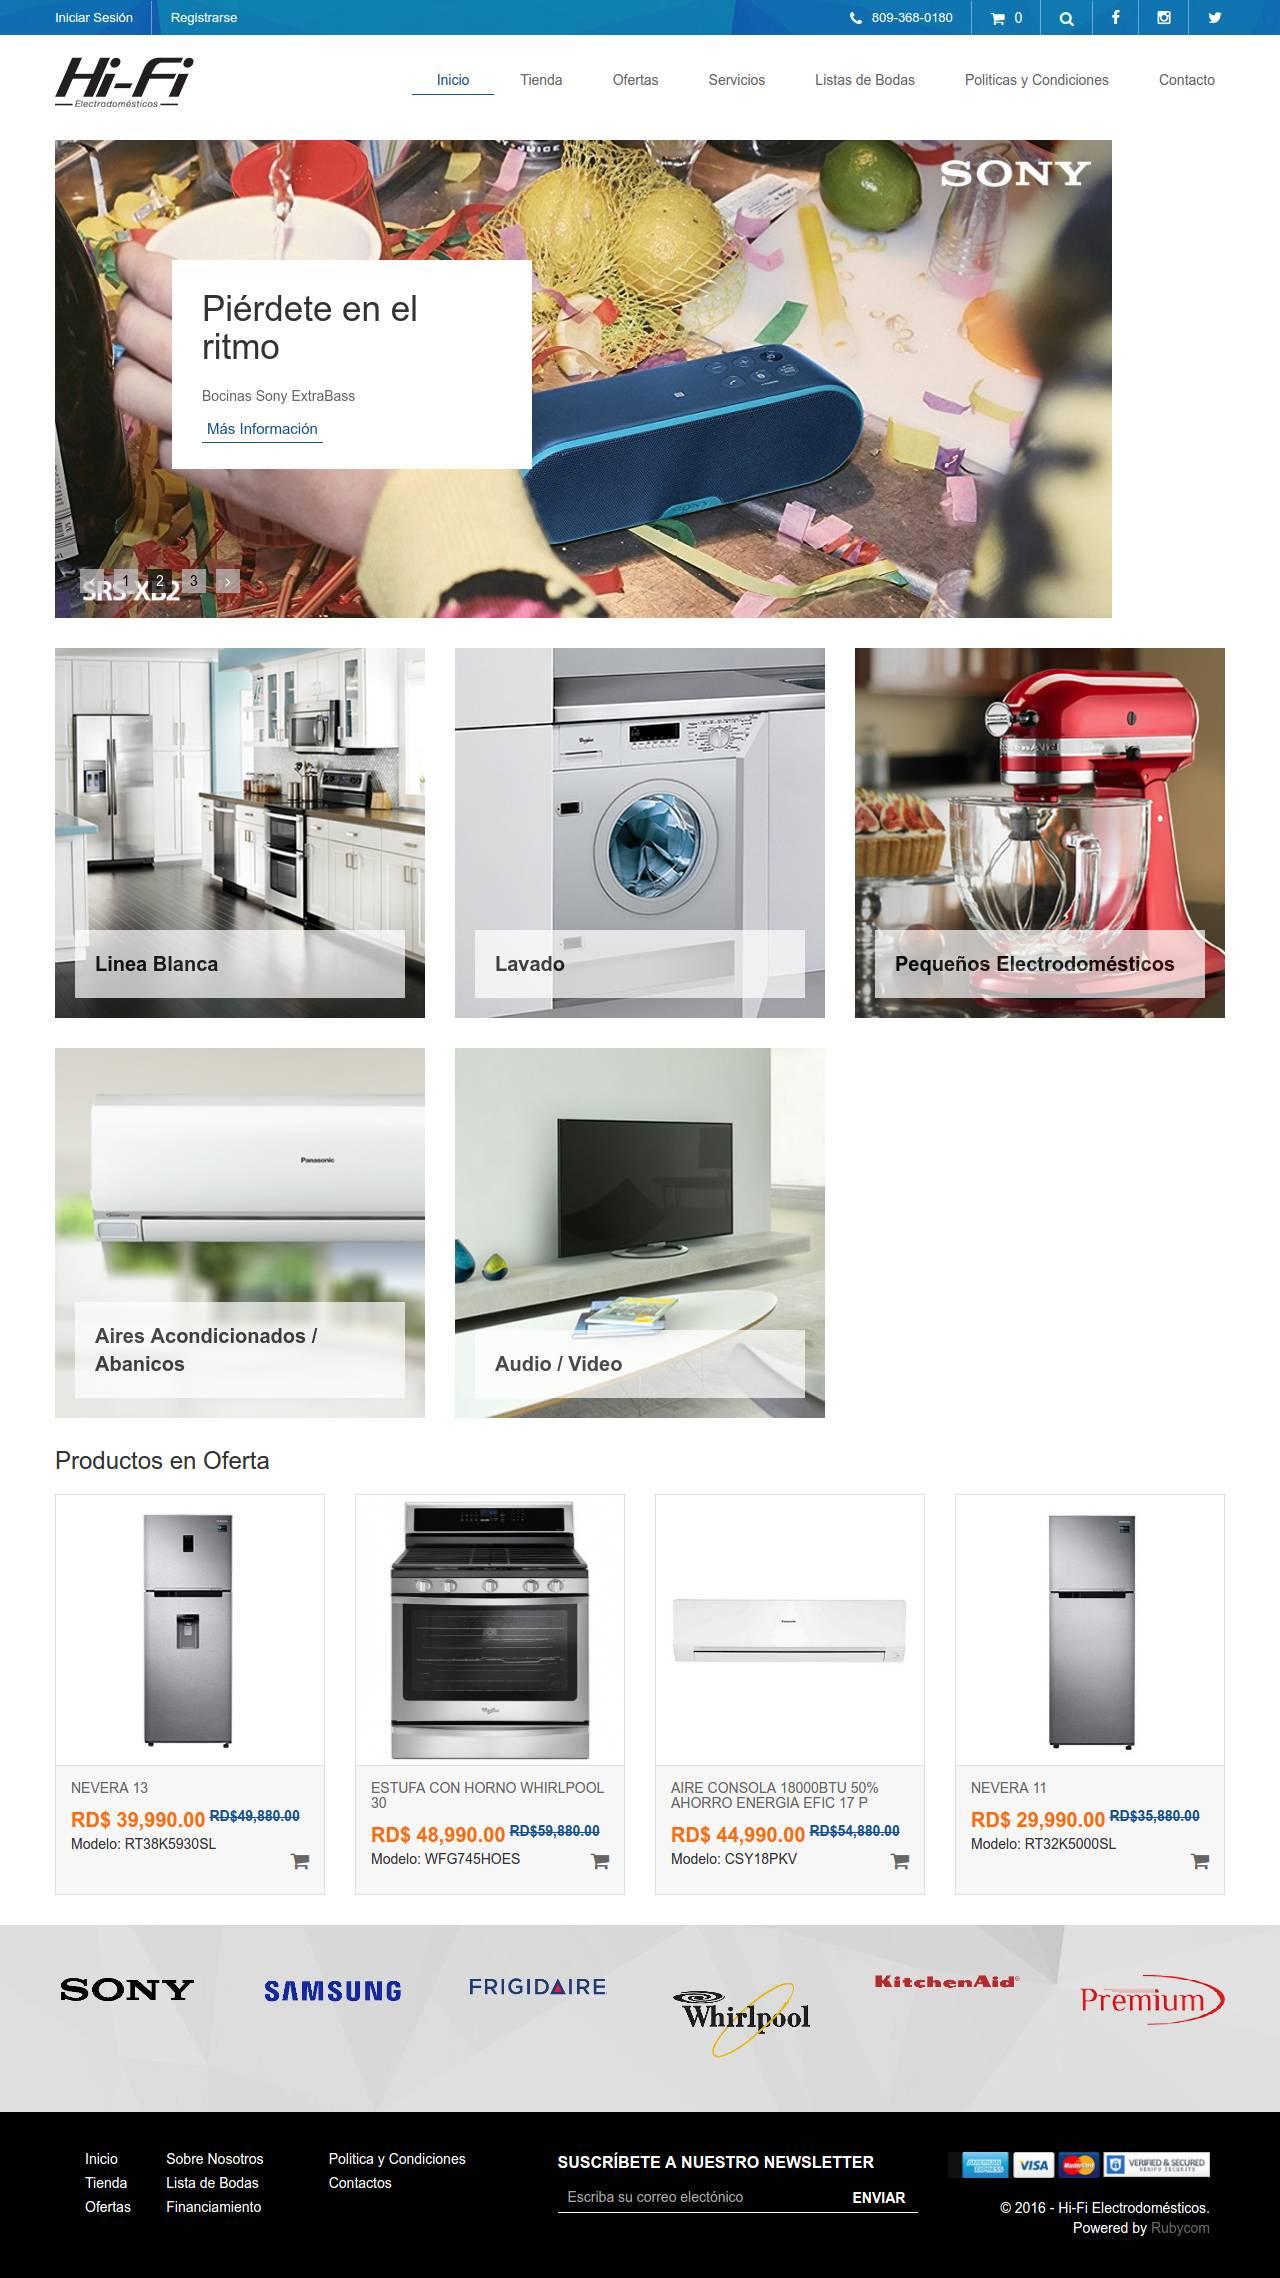 Iniciar Sesión
Registrarse
809-368-0180
0
Hi-Fi
Electrodomésticos
Inicio
Tienda
Ofertas
Servicios
Listas de Bodas
Politicas y Condiciones
Contacto
SONY
Piérdete en el
ritmo
Bocinas Sony ExtraBass
Más Información
SONY
‹ 1 2 3 ›
SRS-XB2
Linea Blanca
Lavado
KitchenAid
Pequeños Electrodomésticos
Panasonic
Aires Acondicionados /
Abanicos
Audio / Video
Productos en Oferta
NEVERA 13
RD$ 39,990.00 RD$49,880.00
Modelo: RT38K5930SL
ESTUFA CON HORNO WHIRLPOOL
30
RD$ 48,990.00 RD$59,880.00
Modelo: WFG745HOES
AIRE CONSOLA 18000BTU 50%
AHORRO ENERGIA EFIC 17 P
RD$ 44,990.00 RD$54,880.00
Modelo: CSY18PKV
NEVERA 11
RD$ 29,990.00 RD$35,880.00
Modelo: RT32K5000SL
SONY
SAMSUNG
FRIGIDAIRE
Whirlpool
KitchenAid
Premium
Inicio
Tienda
Ofertas
Sobre Nosotros
Lista de Bodas
Financiamiento
Politica y Condiciones
Contactos
SUSCRÍBETE A NUESTRO NEWSLETTER
Escriba su correo electónico
ENVIAR
AMERICAN EXPRESS
VISA
MasterCard
VERIFIED & SECURED
VERIFY SECURITY
© 2016 - Hi-Fi Electrodomésticos.
Powered by Rubycom